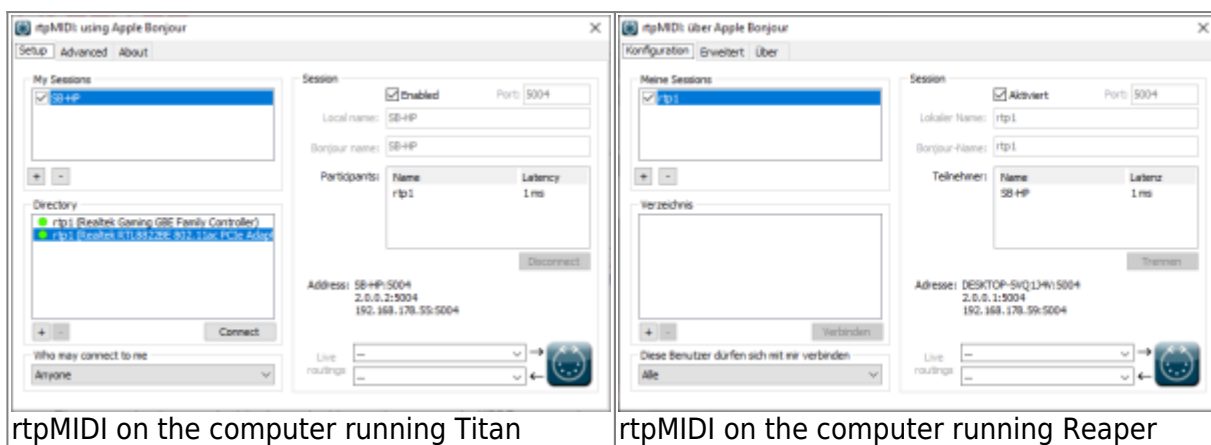 rtpMIDI: using Apple Bonjour
Setup Advanced About
My Sessions
SB-HP
+ -
Directory
rtp1 (Realtek Gaming GBE Family Controller)
rtp1 (Realtek RTL8822BE 802.11ac PCIe Adapt
+ - Connect
Who may connect to me
Anyone
Session
Enabled Port: 5004
Local name: SB-HP
Bonjour name: SB-HP
Participants: Name Latency
rtp1 1 ms
Disconnect
Address: SB-HP:5004
2.0.0.2:5004
192.168.178.55:5004
Live
routings
rtpMIDI on the computer running Titan
rtpMIDI: über Apple Bonjour
Konfiguration Erweitert Über
Meine Sessions
rtp1
+ -
Verzeichnis
+ - Verbinden
Diese Benutzer dürfen sich mit mir verbinden
Alle
Session
Aktiviert Port: 5004
Lokaler Name: rtp1
Bonjour-Name: rtp1
Teilnehmer: Name Latenz
SB-HP 1 ms
Trennen
Adresse: DESKTOP-SVQ1J4V:5004
2.0.0.1:5004
192.168.178.59:5004
Live
routings
rtpMIDI on the computer running Reaper